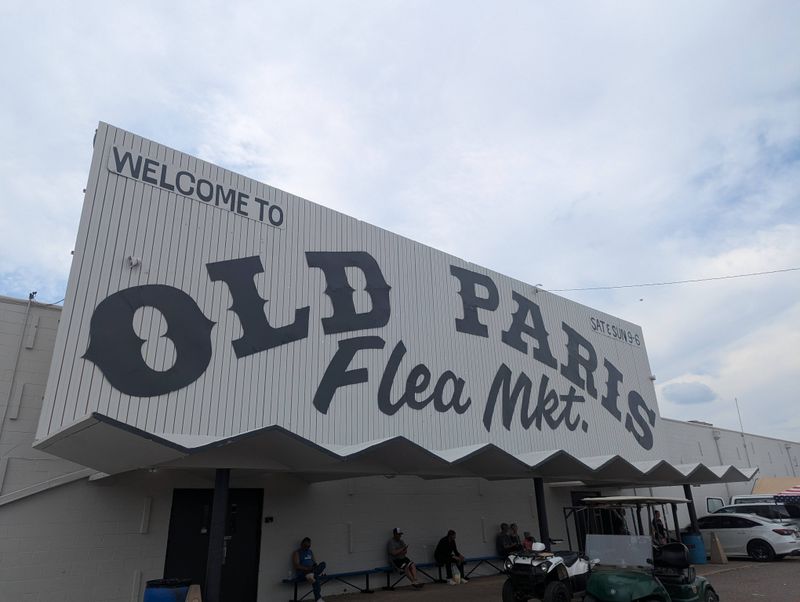 WELCOME TO
OLD PARIS
Flea Mkt.
SAT E SUN 9-6